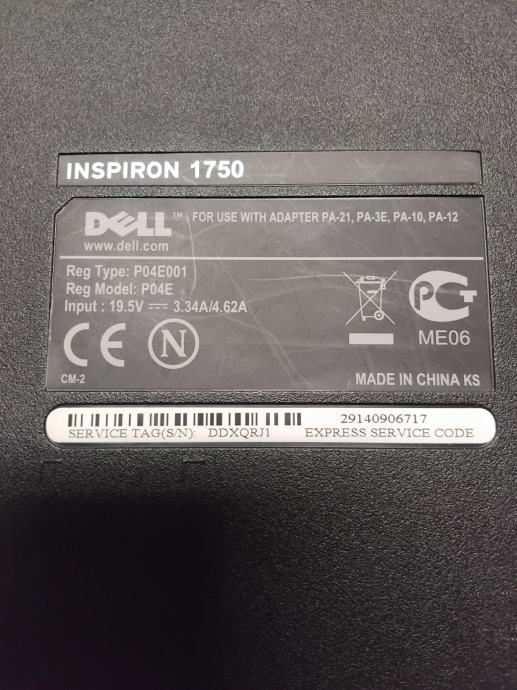 INSPIRON 1750
DELL™ FOR USE WITH ADAPTER PA-21, PA-3E, PA-10, PA-12
www.dell.com
Reg Type: P04E001
Reg Model: P04E
Input : 19.5V ⎓ 3.34A/4.62A
CE N PCT
ME06
CM-2 MADE IN CHINA KS
29140906717
SERVICE TAG(S/N): DDXQRJ1 EXPRESS SERVICE CODE